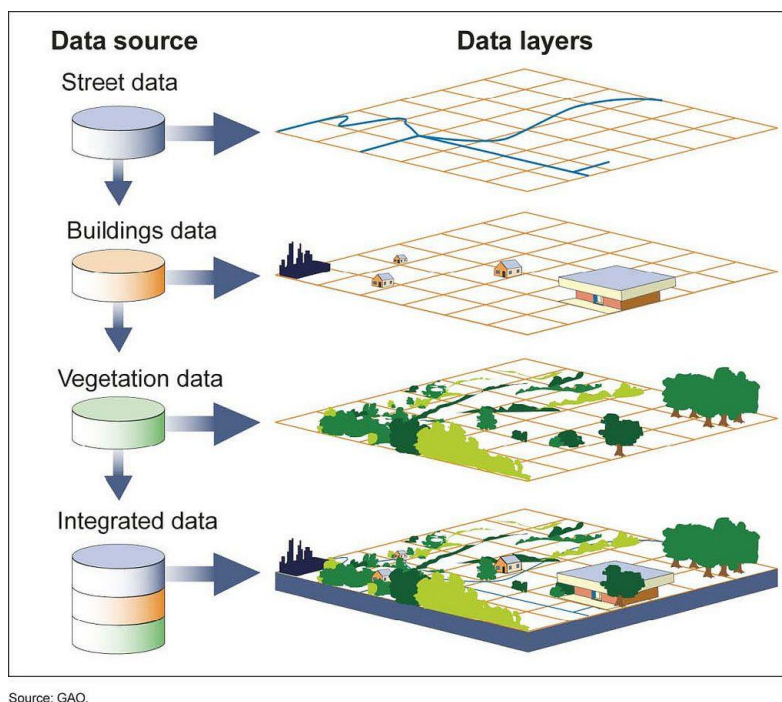 Data source
Data layers
Street data
Buildings data
Vegetation data
Integrated data
Source: GAO.